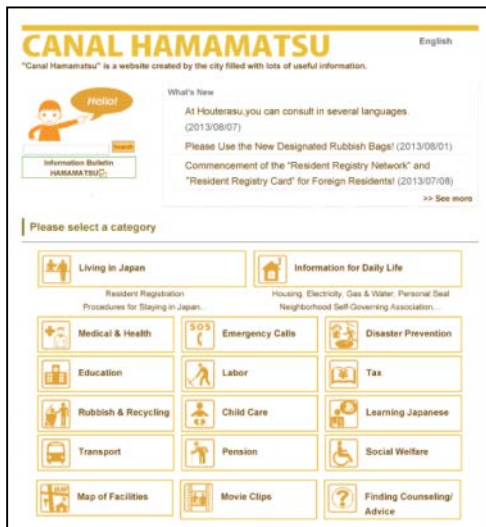 CANAL HAMAMATSU
English
"Canal Hamamatsu" is a website created by the city filled with lots of useful information.
Hello!
Search
Information Bulletin
HAMAMATSU
What's New
At Houterasu,you can consult in several languages.
(2013/08/07)
Please Use the New Designated Rubbish Bags! (2013/08/01)
Commencement of the "Resident Registry Network" and
"Resident Registry Card" for Foreign Residents! (2013/07/08)
>> See more
Please select a category
Living in Japan
Information for Daily Life
Resident Registration
Procedures for Staying in Japan..
Housing, Electricity, Gas & Water, Personal Seal
Neighborhood Self-Governing Association....
Medical & Health
SOS
Emergency Calls
Disaster Prevention
Education
Labor
¥
Tax
Rubbish & Recycling
Child Care
Learning Japanese
Transport
Pension
Social Welfare
MAP
Map of Facilities
Movie Clips
?
Finding Counseling/
Advice